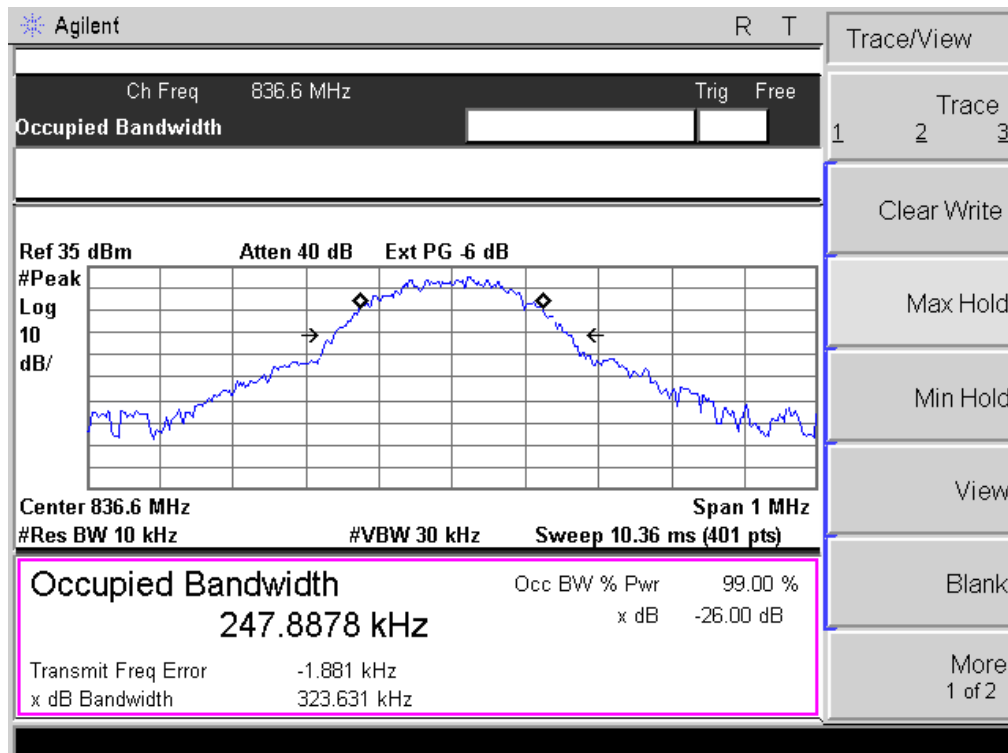 Agilent R T
Trace/View
Ch Freq 836.6 MHz Trig Free
Occupied Bandwidth
Trace
1 2 3
Clear Write
Max Hold
Min Hold
View
Blank
More
1 of 2
Ref 35 dBm Atten 40 dB Ext PG -6 dB
#Peak
Log
10
dB/
Center 836.6 MHz Span 1 MHz
#Res BW 10 kHz #VBW 30 kHz Sweep 10.36 ms (401 pts)
Occupied Bandwidth
247.8878 kHz
Occ BW % Pwr 99.00 %
x dB -26.00 dB
Transmit Freq Error -1.881 kHz
x dB Bandwidth 323.631 kHz